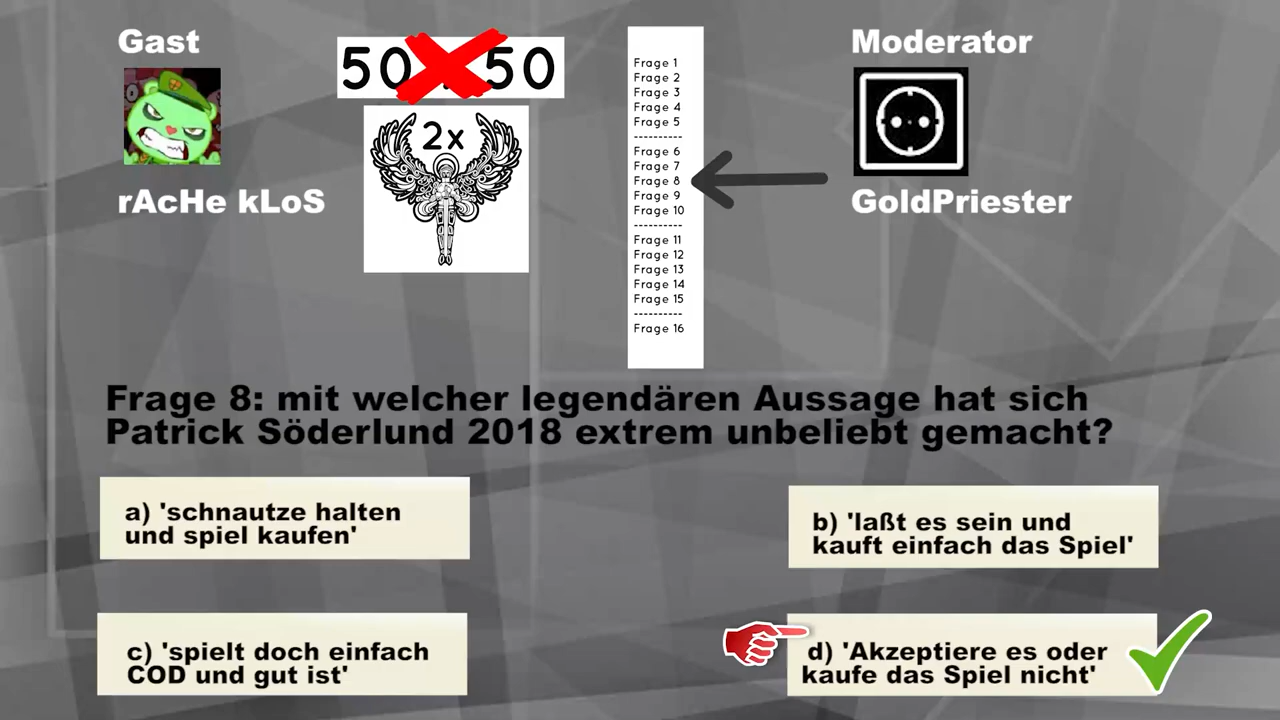 Gast
rAcHe kLoS
50 50
2x
Frage 1
Frage 2
Frage 3
Frage 4
Frage 5
----------
Frage 6
Frage 7
Frage 8
Frage 9
Frage 10
----------
Frage 11
Frage 12
Frage 13
Frage 14
Frage 15
----------
Frage 16
Moderator
GoldPriester
Frage 8: mit welcher legendären Aussage hat sich
Patrick Söderlund 2018 extrem unbeliebt gemacht?
a) 'schnautze halten
und spiel kaufen'
b) 'laßt es sein und
kauft einfach das Spiel'
c) 'spielt doch einfach
COD und gut ist'
d) 'Akzeptiere es oder
kaufe das Spiel nicht'